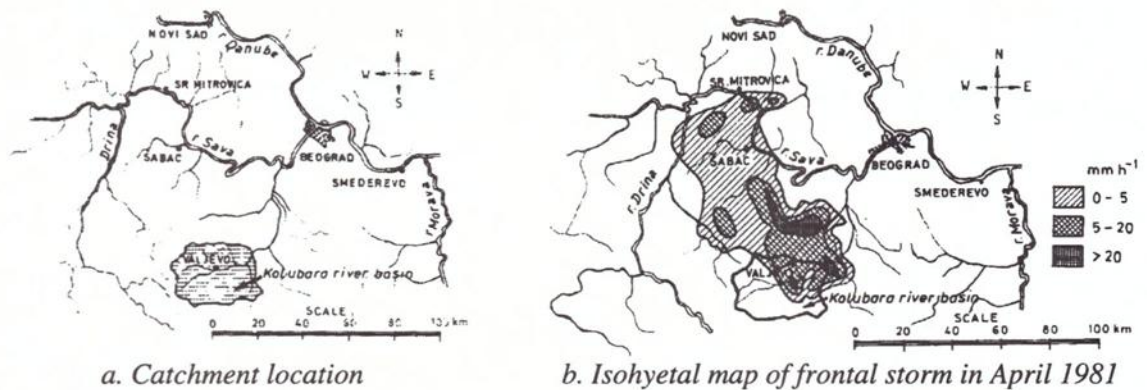 NOVI SAD
r. Danube
N
W E
S
SR. MITROVICA
Drina
ŠABAC
r. Sava
BEOGRAD
SMEDEREVO
r. Morava
VALJEVO
Kolubara river basin
SCALE
0 20 40 60 80 100 km
a. Catchment location
NOVI SAD
r. Danube
N
W E
S
SR. MITROVICA
r. Drina
ŠABAC
r. Sava
BEOGRAD
SMEDEREVO
r. Morava
mm h⁻¹
0 - 5
5 - 20
> 20
Kolubara river basin
SCALE
0 20 40 60 80 100 km
b. Isohyetal map of frontal storm in April 1981